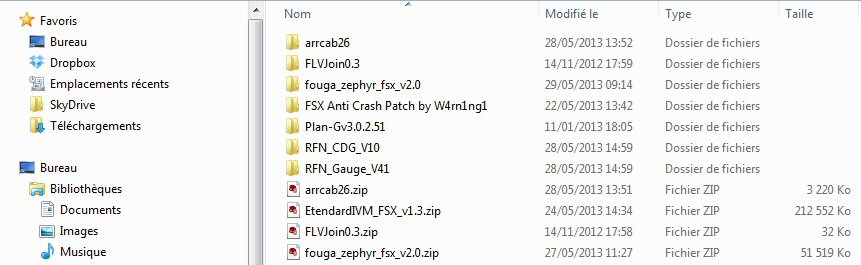 Nom Modifié le Type Taille
Favoris
Bureau
Dropbox
Emplacements récents
SkyDrive
Téléchargements
Bureau
Bibliothèques
Documents
Images
Musique
arrcab26 28/05/2013 13:52 Dossier de fichiers
FLVJoin0.3 14/11/2012 17:59 Dossier de fichiers
fouga_zephyr_fsx_v2.0 29/05/2013 09:14 Dossier de fichiers
FSX Anti Crash Patch by W4rn1ng1 22/05/2013 13:42 Dossier de fichiers
Plan-Gv3.0.2.51 11/01/2013 18:05 Dossier de fichiers
RFN_CDG_V10 28/05/2013 14:59 Dossier de fichiers
RFN_Gauge_V41 28/05/2013 14:59 Dossier de fichiers
arrcab26.zip 28/05/2013 13:51 Fichier ZIP 3 220 Ko
EtendardIVM_FSX_v1.3.zip 24/05/2013 14:34 Fichier ZIP 212 552 Ko
FLVJoin0.3.zip 14/11/2012 17:58 Fichier ZIP 32 Ko
fouga_zephyr_fsx_v2.0.zip 27/05/2013 11:27 Fichier ZIP 51 519 Ko